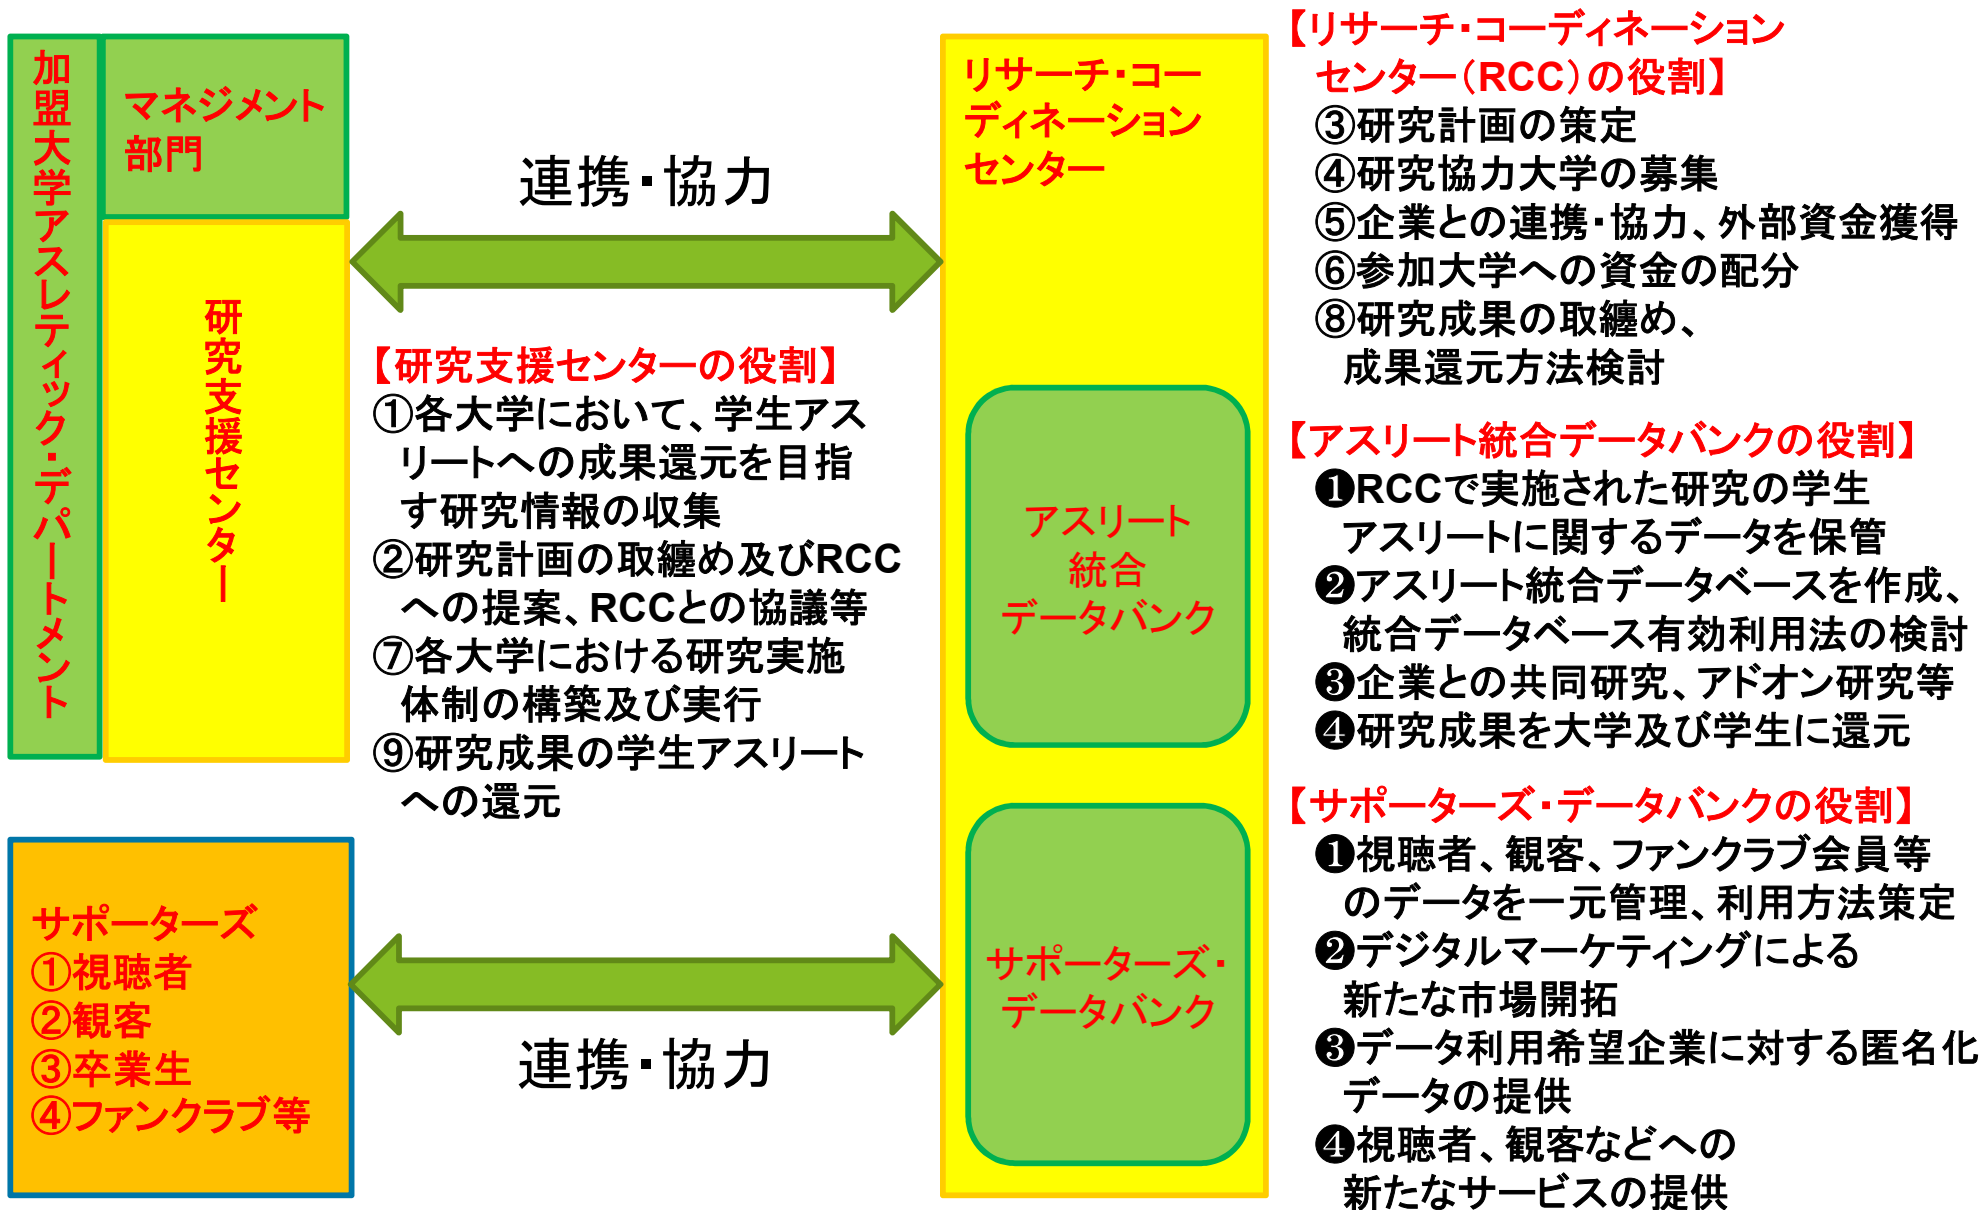 加盟大学アスレティック・デパートメント
マネジメント
部門
研究支援センター
連携・協力
【研究支援センターの役割】
①各大学において、学生アス
リートへの成果還元を目指
す研究情報の収集
②研究計画の取纏め及びRCC
への提案、RCCとの協議等
⑦各大学における研究実施
体制の構築及び実行
⑨研究成果の学生アスリート
への還元
サポーターズ
①視聴者
②観客
③卒業生
④ファンクラブ等
連携・協力
リサーチ・コー
ディネーション
センター
アスリート
統合
データバンク
サポーターズ・
データバンク
【リサーチ・コーディネーション
センター（RCC）の役割】
③研究計画の策定
④研究協力大学の募集
⑤企業との連携・協力、外部資金獲得
⑥参加大学への資金の配分
⑧研究成果の取纏め、
成果還元方法検討
【アスリート統合データバンクの役割】
❶RCCで実施された研究の学生
アスリートに関するデータを保管
❷アスリート統合データベースを作成、
統合データベース有効利用法の検討
❸企業との共同研究、アドオン研究等
❹研究成果を大学及び学生に還元
【サポーターズ・データバンクの役割】
❶視聴者、観客、ファンクラブ会員等
のデータを一元管理、利用方法策定
❷デジタルマーケティングによる
新たな市場開拓
❸データ利用希望企業に対する匿名化
データの提供
❹視聴者、観客などへの
新たなサービスの提供